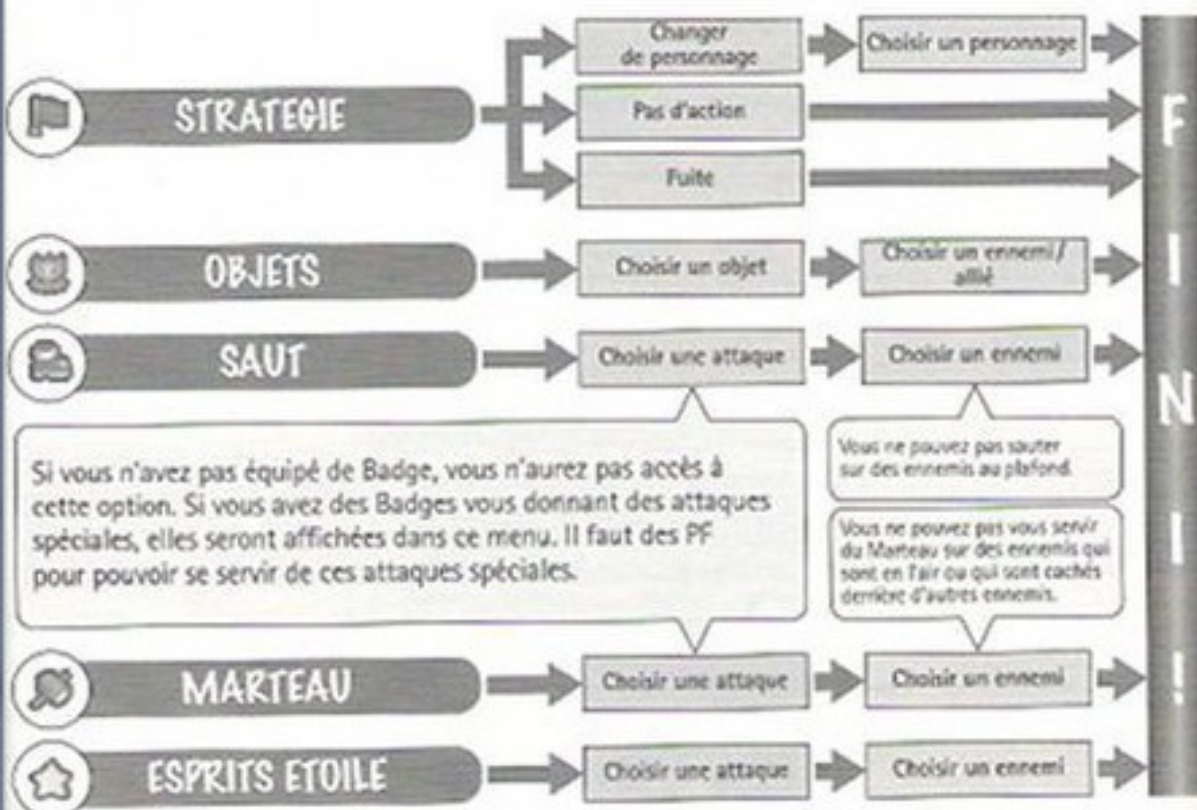 Changer
de personnage
Choisir un personnage
STRATEGIE
Pas d'action
Fuite
OBJETS
Choisir un objet
Choisir un ennemi/
allié
SAUT
Choisir une attaque
Choisir un ennemi
Si vous n'avez pas équipé de Badge, vous n'aurez pas accès à
cette option. Si vous avez des Badges vous donnant des attaques
spéciales, elles seront affichées dans ce menu. Il faut des PF
pour pouvoir se servir de ces attaques spéciales.
Vous ne pouvez pas sauter
sur des ennemis au plafond.
Vous ne pouvez pas vous servir
du Marteau sur des ennemis qui
sont en l'air ou qui sont cachés
derrière d'autres ennemis.
MARTEAU
Choisir une attaque
Choisir un ennemi
ESPRITS ETOILE
Choisir une attaque
Choisir un ennemi
FINI!